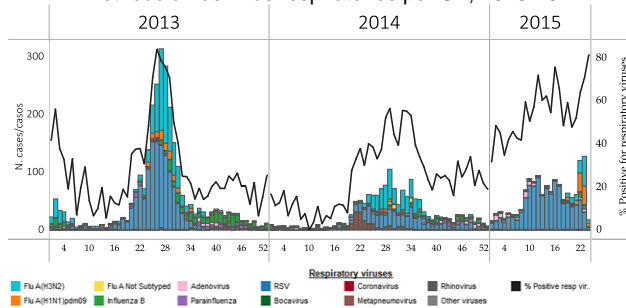 2013 2014 2015
300
200
100
0
N. cases/casos
80
60
40
20
0
% Positive for respiratory viruses
4 10 16 22 28 34 40 46 52 4 10 16 22 28 34 40 46 52 4 10 16 22
Respiratory viruses
Flu A(H3N2) Flu A Not Subtyped Adenovirus RSV Coronavirus Rhinovirus % Positive resp vir..
Flu A(H1N1)pdm09 Influenza B Parainfluenza Bocavirus Metapneumovirus Other viruses